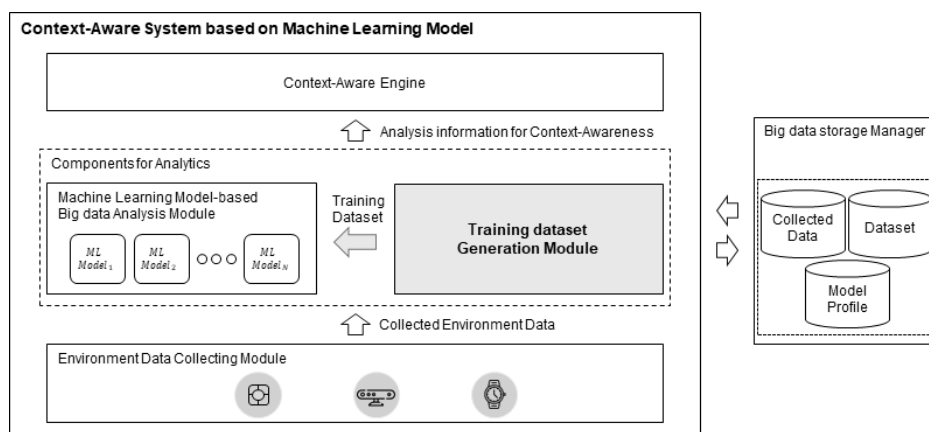 Context-Aware System based on Machine Learning Model
Context-Aware Engine
Analysis information for Context-Awareness
Components for Analytics
Machine Learning Model-based
Big data Analysis Module
ML
Model₁
ML
Model₂
ML
Model_N
Training
Dataset
Training dataset
Generation Module
Collected Environment Data
Environment Data Collecting Module
Big data storage Manager
Collected
Data
Dataset
Model
Profile